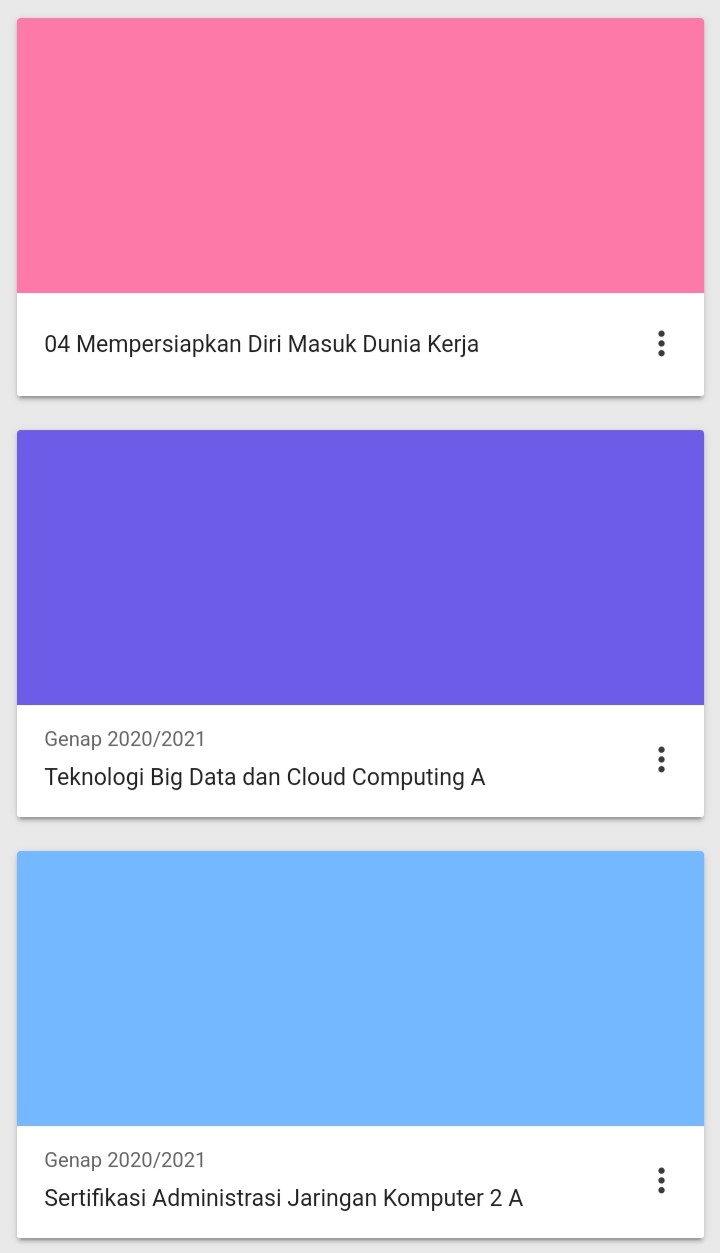 04 Mempersiapkan Diri Masuk Dunia Kerja
Genap 2020/2021
Teknologi Big Data dan Cloud Computing A
Genap 2020/2021
Sertifikasi Administrasi Jaringan Komputer 2 A